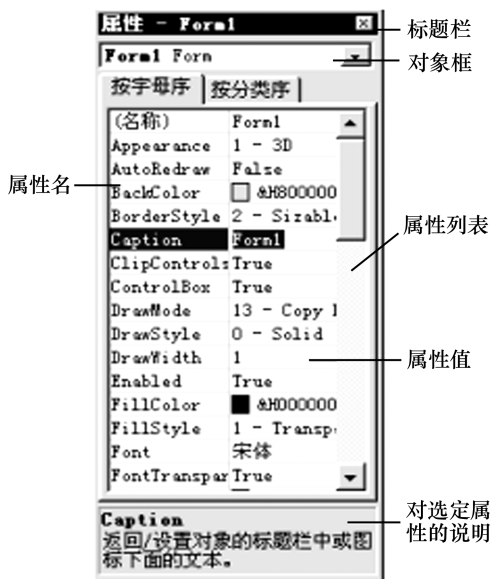 属性 - Form1
标题栏
Form1 Form
对象框
按字母序 按分类序
(名称) Form1
Appearance 1 - 3D
AutoRedraw False
属性名
BackColor &H800000
BorderStyle 2 - Sizabl
属性列表
Caption Form1
ClipControls True
ControlBox True
DrawMode 13 - Copy
DrawStyle 0 - Solid
DrawWidth 1
属性值
Enabled True
FillColor &H000000
FillStyle 1 - Transp
Font 宋体
FontTranspar True
Caption
返回/设置对象的标题栏中或图
标下面的文本。
对选定属
性的说明